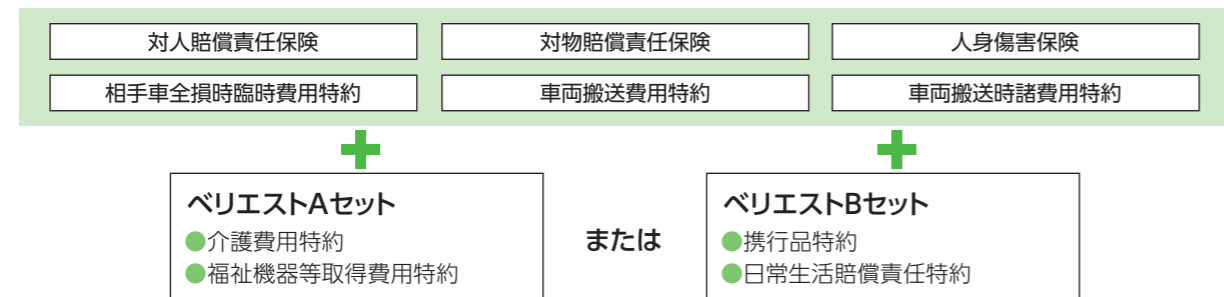 対人賠償責任保険
対物賠償責任保険
人身傷害保険
相手車全損時臨時費用特約
車両搬送費用特約
車両搬送時諸費用特約
ベリエストAセット
●介護費用特約
●福祉機器等取得費用特約
または
ベリエストBセット
●携行品特約
●日常生活賠償責任特約